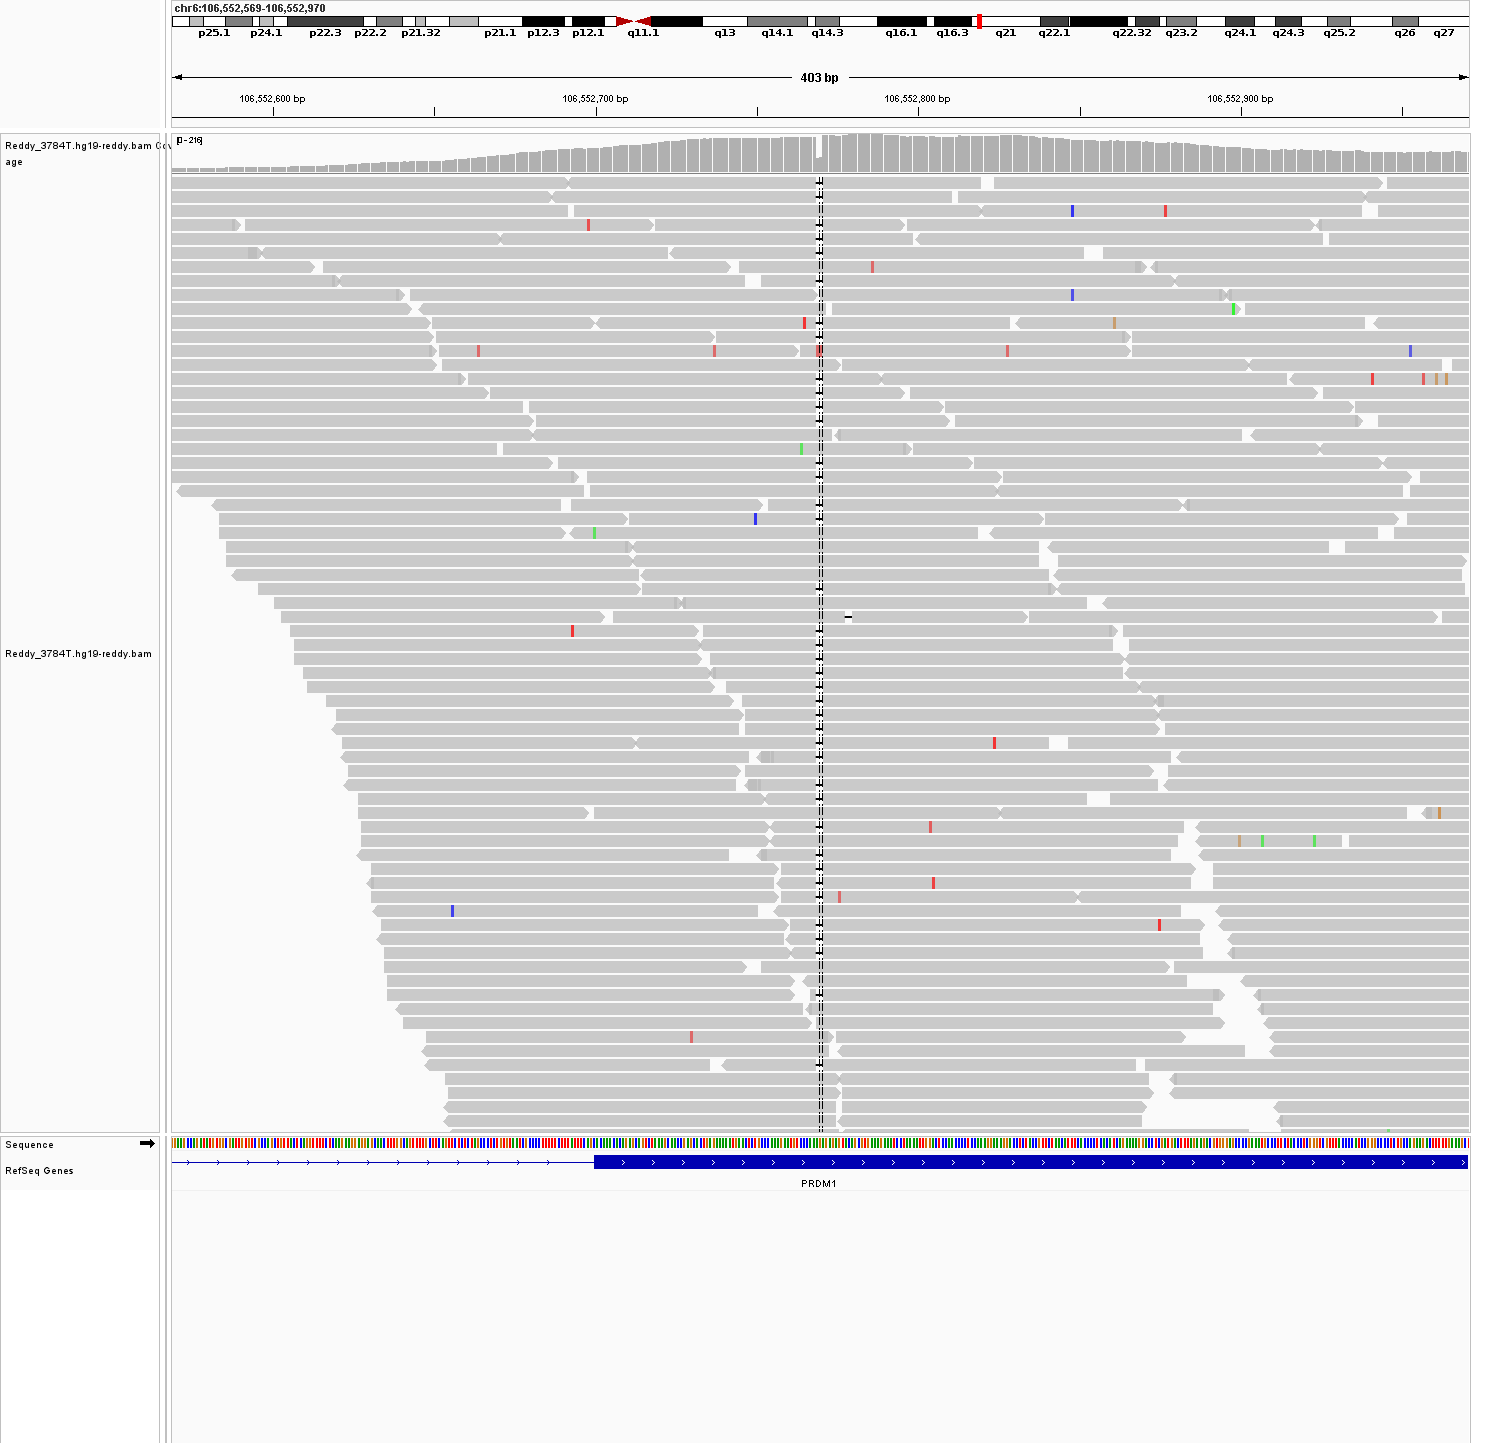 chr6:106,552,569-106,552,970
p25.1 p24.1 p22.3 p22.2 p21.32 p21.1 p12.3 p12.1 q11.1 q13 q14.1 q14.3 q16.1 q16.3 q21 q22.1 q22.32 q23.2 q24.1 q24.3 q25.2 q26 q27
403 bp
106,552,600 bp 106,552,700 bp 106,552,800 bp 106,552,900 bp
[0-216]
Reddy_3784T.hg19-reddy.bam Cov
age
Reddy_3784T.hg19-reddy.bam
Sequence
RefSeq Genes
PRDM1